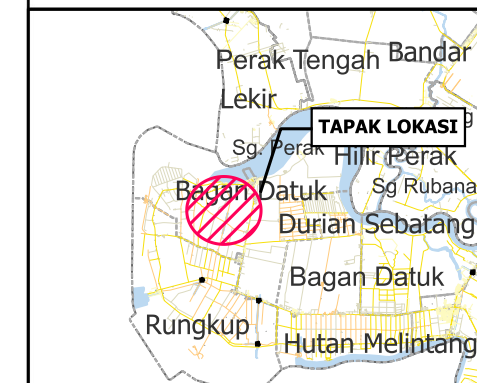 Perak Tengah
Bandar
Lekir
TAPAK LOKASI
Sg. Perak
Hilir Perak
Bagan Datuk
Sg Rubana
Durian Sebatang
Bagan Datuk
Rungkup
Hutan Melintang